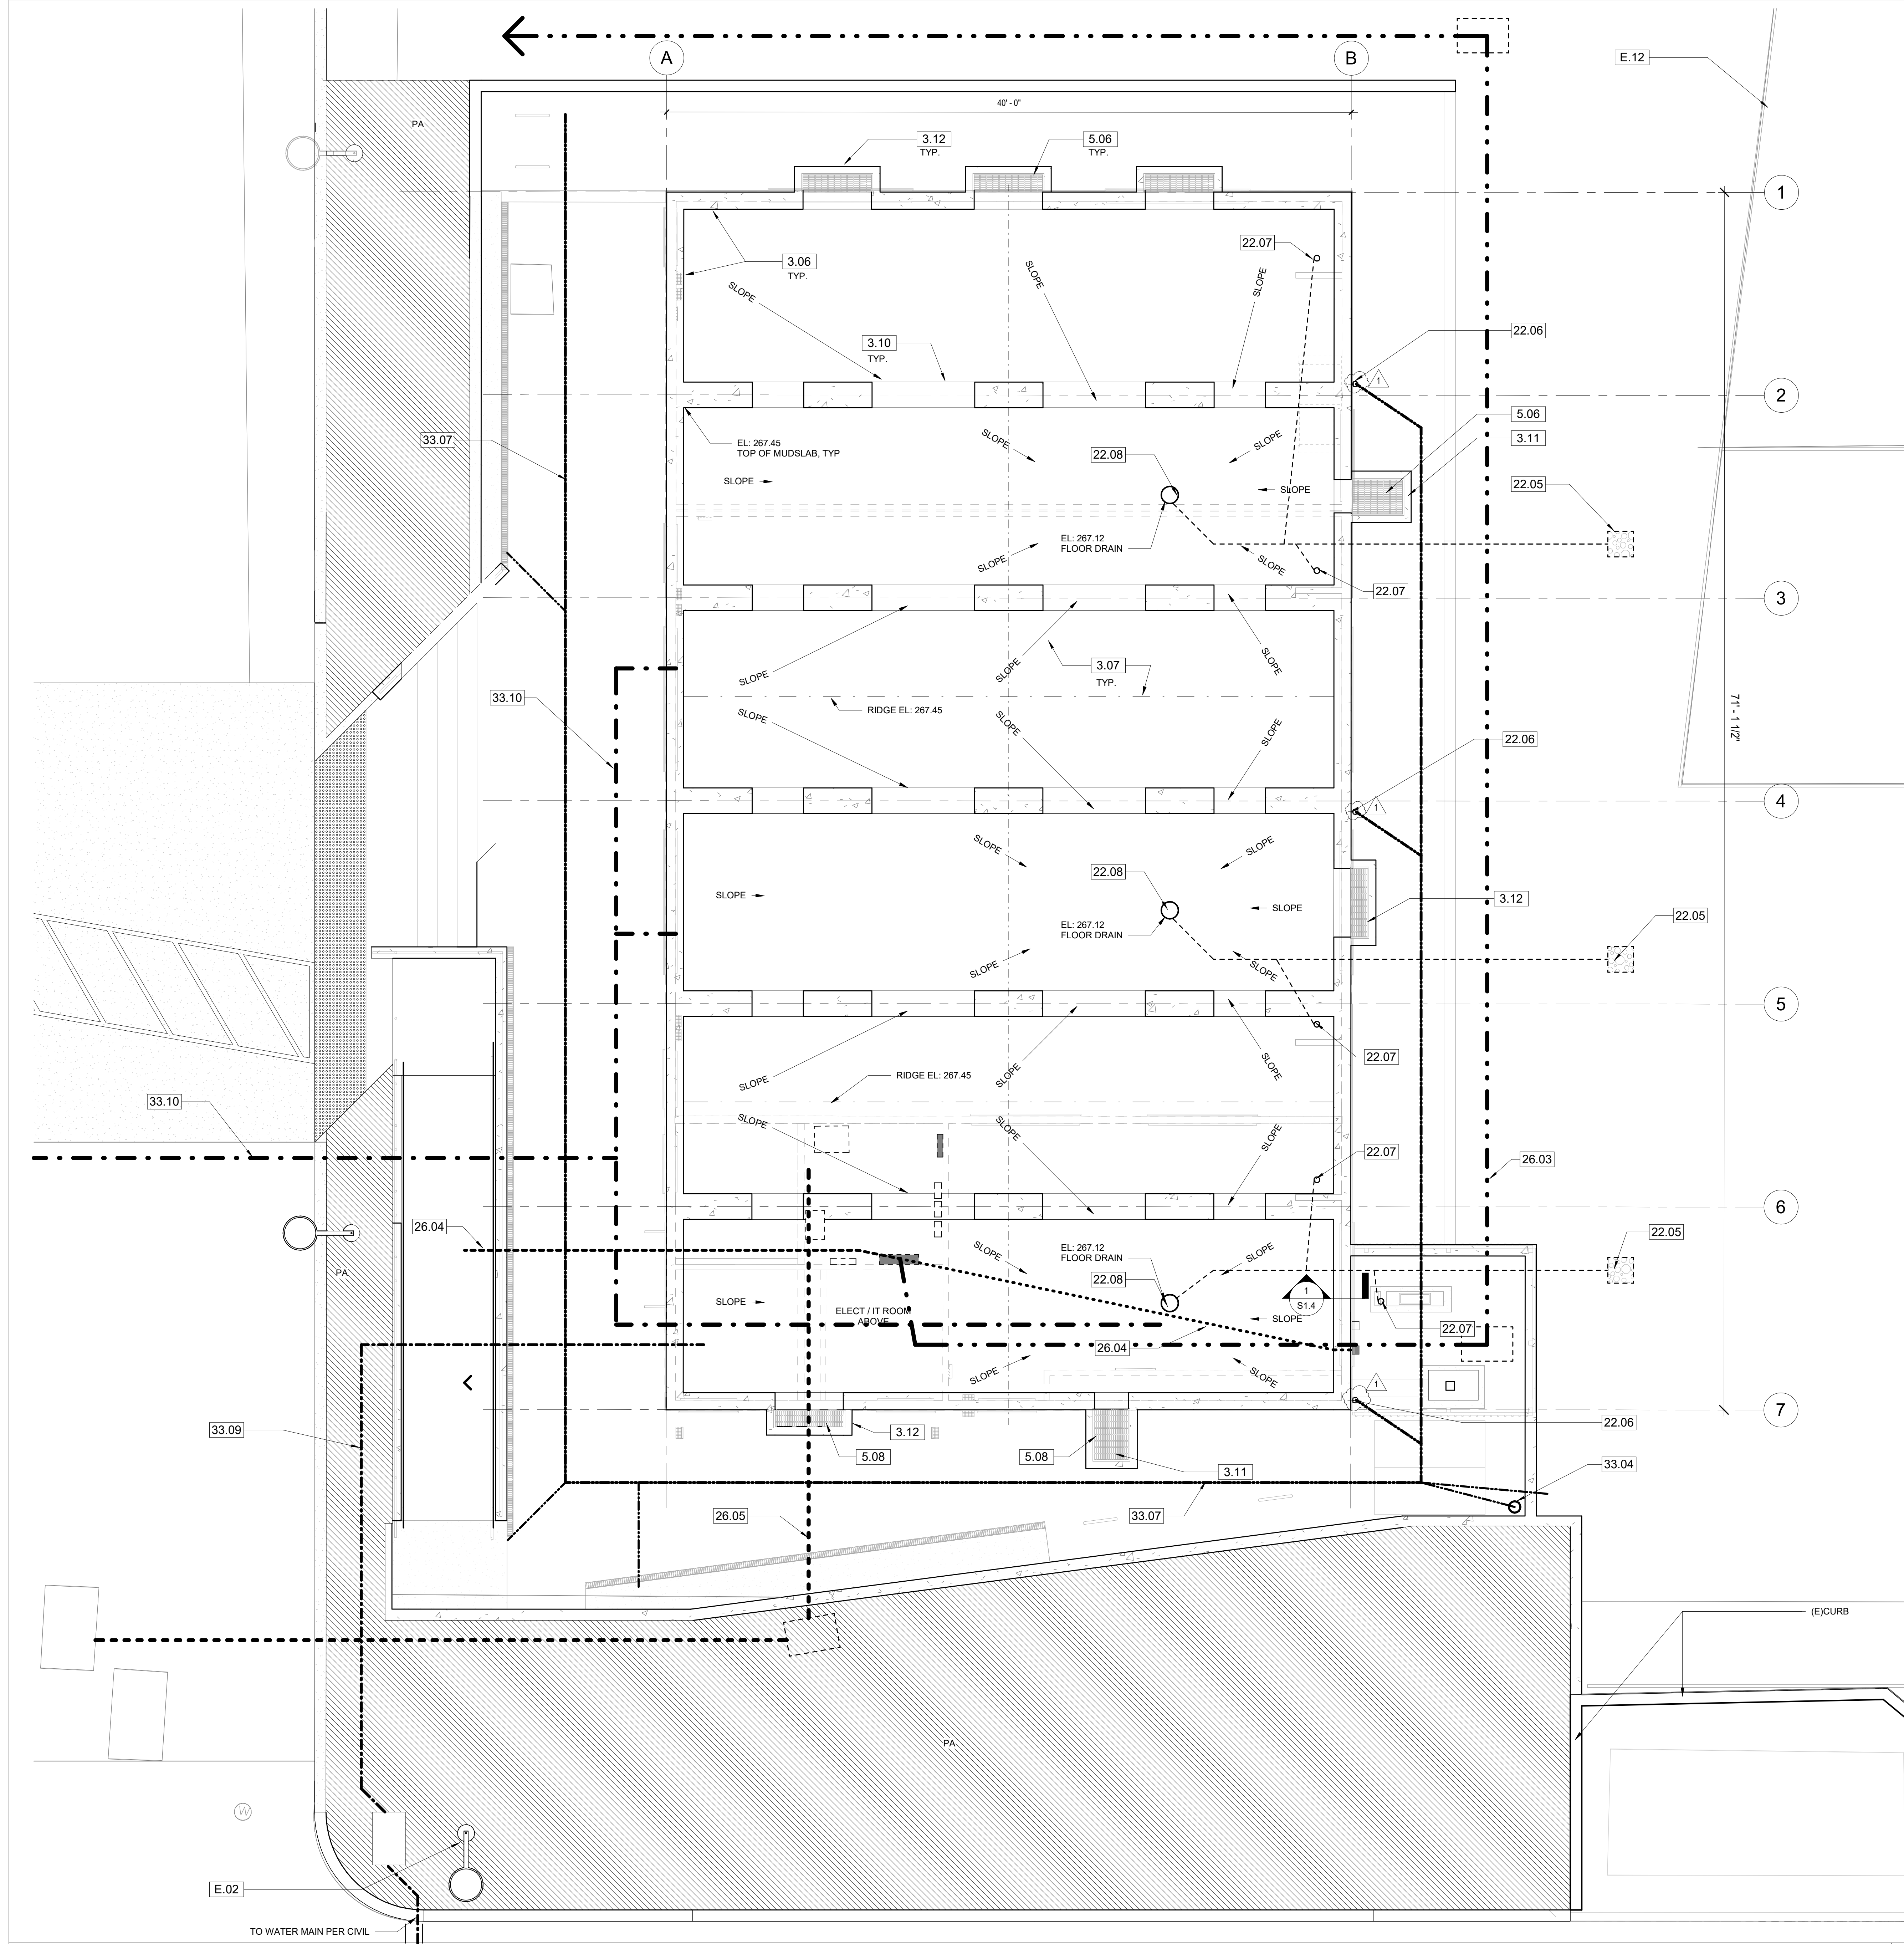 A
B
E.12
40' - 0"
PA
3.12
TYP.
5.06
TYP.
1
22.07
3.06
TYP.
SLOPE
SLOPE
SLOPE
22.06
3.10
TYP.
1
2
5.06
3.11
33.07
EL: 267.45
TOP OF MUDSLAB, TYP
SLOPE
SLOPE
22.08
SLOPE
SLOPE
22.05
EL: 267.12
FLOOR DRAIN
SLOPE
SLOPE
22.07
3
SLOPE
SLOPE
3.07
TYP.
SLOPE
33.10
RIDGE EL: 267.45
SLOPE
SLOPE
SLOPE
71' - 1 1/2"
22.06
1
4
SLOPE
SLOPE
22.08
SLOPE
SLOPE
3.12
22.05
EL: 267.12
FLOOR DRAIN
SLOPE
SLOPE
5
22.07
SLOPE
SLOPE
SLOPE
RIDGE EL: 267.45
33.10
SLOPE
SLOPE
SLOPE
22.07
26.03
6
26.04
PA
SLOPE
EL: 267.12
FLOOR DRAIN
SLOPE
22.05
22.08
SLOPE
ELECT / IT ROOM
ABOVE
1
S1.4
SLOPE
22.07
26.04
SLOPE
SLOPE
1
7
22.06
33.09
3.12
5.08
5.08
3.11
33.04
26.05
33.07
(E)CURB
PA
W
E.02
TO WATER MAIN PER CIVIL